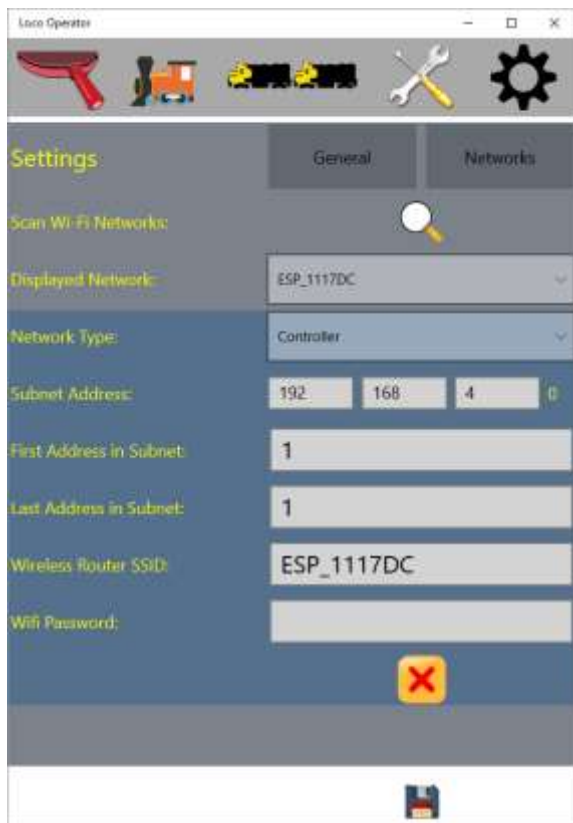 Loco Operator
Settings General Networks
Scan Wi-Fi Networks:
Displayed Network: ESP_1117DC
Network Type: Controller
Subnet Address: 192 168 4 0
First Address in Subnet: 1
Last Address in Subnet: 1
Wireless Router SSID: ESP_1117DC
Wifi Password: